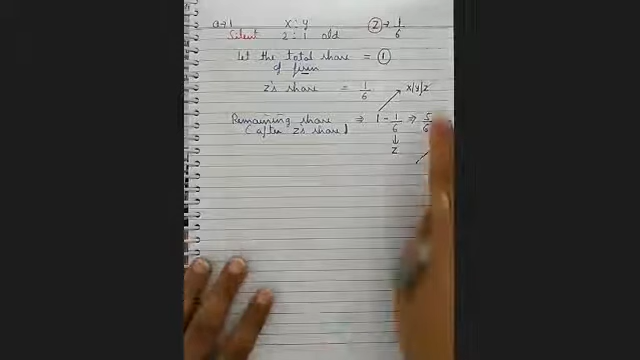 Q→1 X : Y Z → 1/6
Silent 2 : 1 old
Let the total share = 1
of firm
Z's share = 1/6
X/Y/Z
Remaining share ⇒ 1 - 1/6 ⇒ 5/6
(after Z's share)
↓
Z